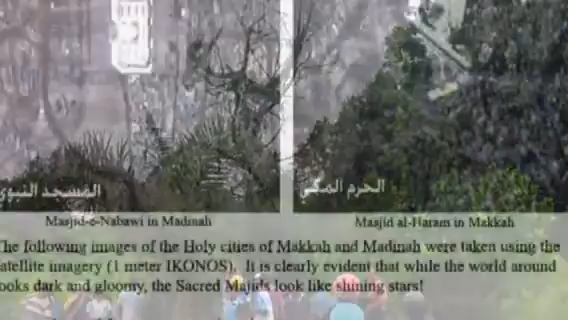 المسجد النبوي
الحرم المكي
Masjid-e-Nabawi in Madinah
Masjid al-Haram in Makkah
The following images of the Holy cities of Makkah and Madinah were taken using the
satellite imagery (1 meter IKONOS). It is clearly evident that while the world around
looks dark and gloomy, the Sacred Majids look like shining stars!